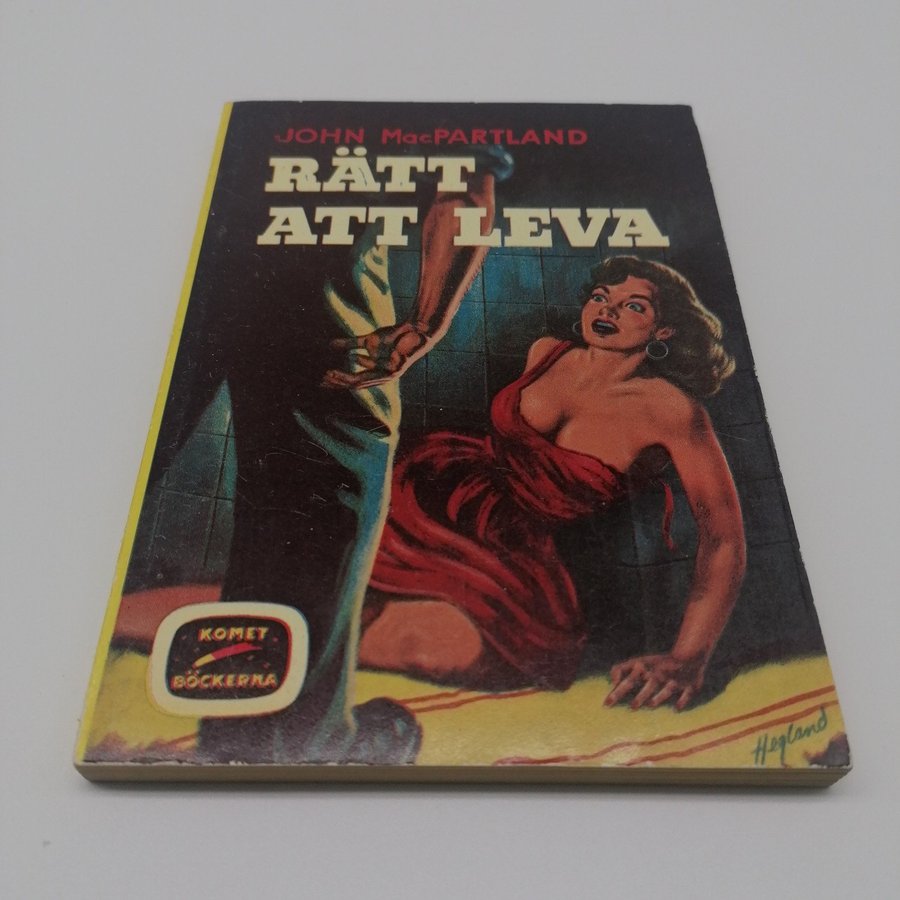 JOHN MacPARTLAND
RÄTT
ATT LEVA
KOMET
BÖCKERNA
Hegland